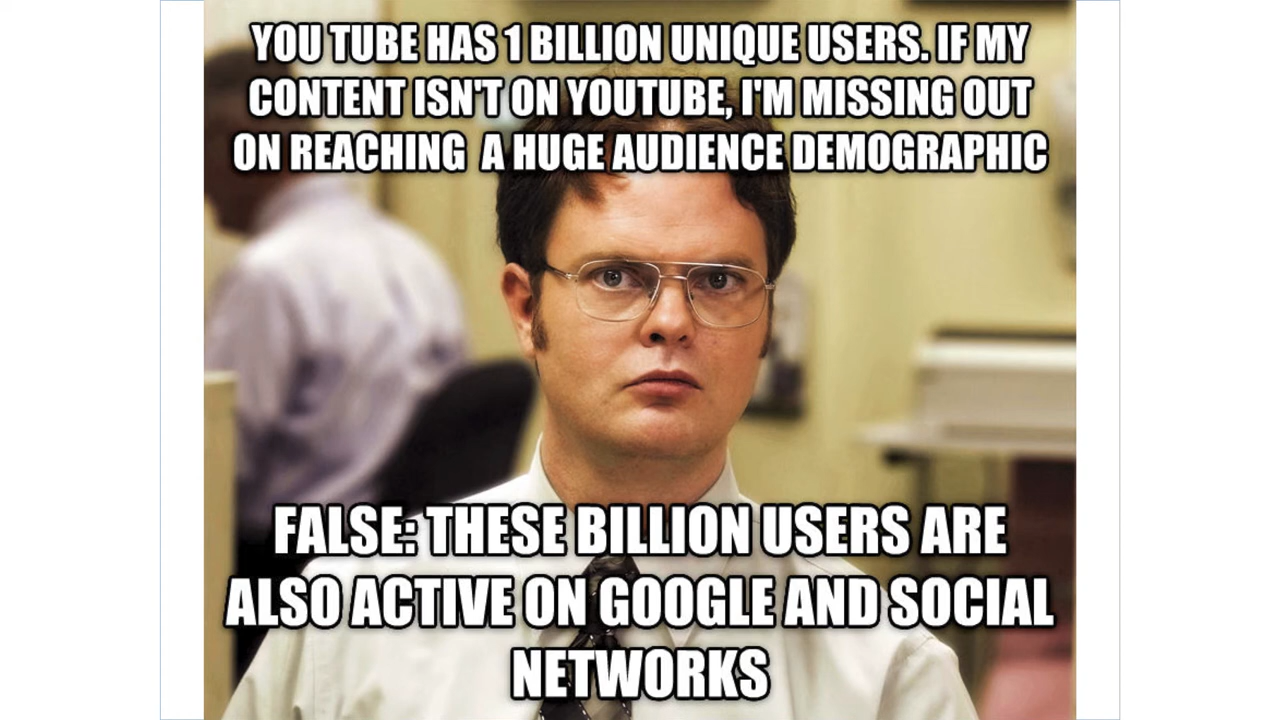 YOU TUBE HAS 1 BILLION UNIQUE USERS. IF MY
CONTENT ISN'T ON YOUTUBE, I'M MISSING OUT
ON REACHING A HUGE AUDIENCE DEMOGRAPHIC
FALSE: THESE BILLION USERS ARE
ALSO ACTIVE ON GOOGLE AND SOCIAL
NETWORKS